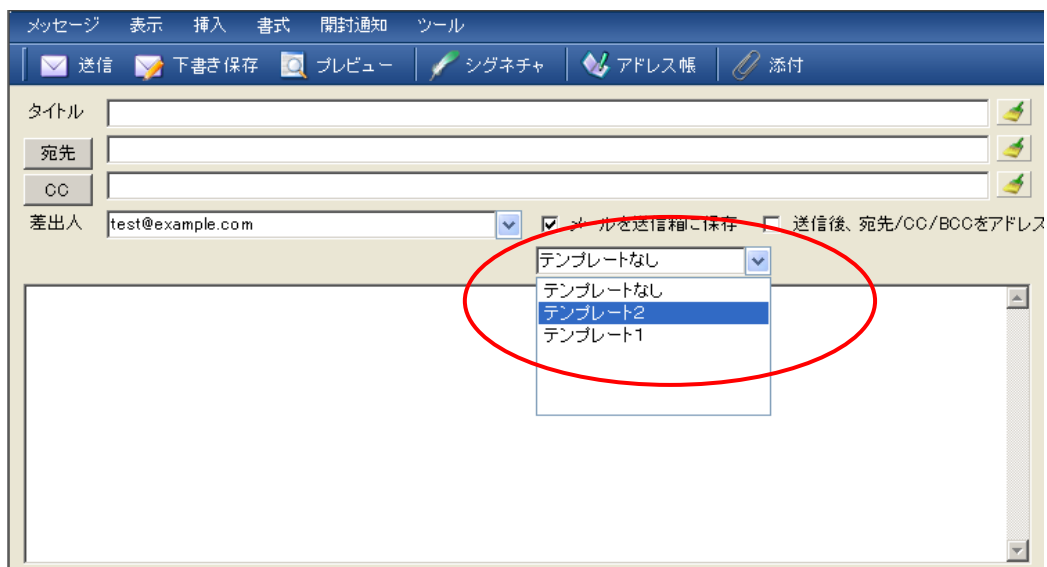 メッセージ 表示 挿入 書式 開封通知 ツール
送信 下書き保存 プレビュー シグネチャ アドレス帳 添付
タイトル
宛先
CC
差出人 test@example.com メールを送信箱に保存 送信後、宛先/CC/BCCをアドレス
テンプレートなし
テンプレートなし
テンプレート2
テンプレート1